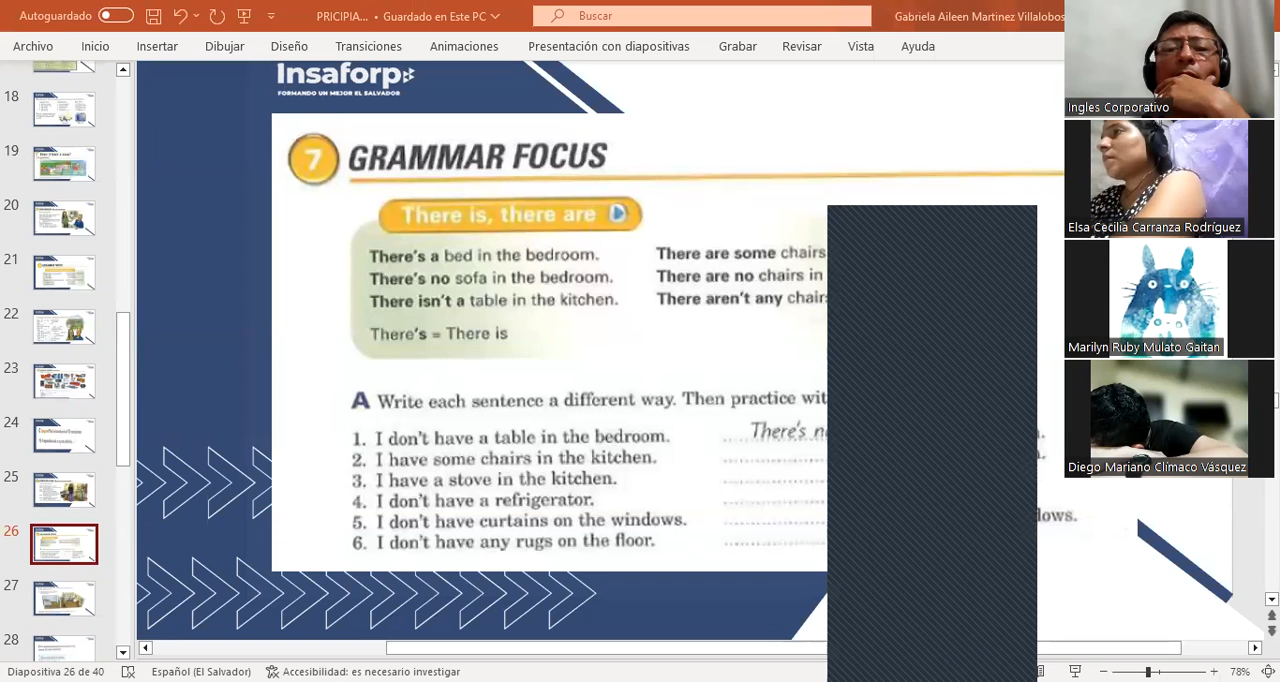 Autoguardado
PRICIPIA... • Guardado en Este PC
Buscar
Gabriela Aileen Martinez Villalobos
Archivo Inicio Insertar Dibujar Diseño Transiciones Animaciones Presentación con diapositivas Grabar Revisar Vista Ayuda
18
19
20
21
22
23
24
25
26
27
28
Insaforp
FORMANDO UN MEJOR EL SALVADOR
7 GRAMMAR FOCUS
There is, there are
There's a bed in the bedroom.
There's no sofa in the bedroom.
There isn't a table in the kitchen.
There's = There is
There are some chairs
There are no chairs in
There aren't any
A Write each sentence a different way. Then practice
1. I don't have a table in the bedroom.
There's
2. I have some chairs in the kitchen.
3. I have a stove in the kitchen.
4. I don't have a refrigerator.
5. I don't have curtains on the windows.
6. I don't have any rugs on the floor.
Ingles Corporativo
Elsa Cecilia Carranza Rodríguez
Marilyn Ruby Mulato Gaitan
Diego Mariano Clímaco Vásquez
Diapositiva 26 de 40
Español (El Salvador)
Accesibilidad: es necesario investigar
78%